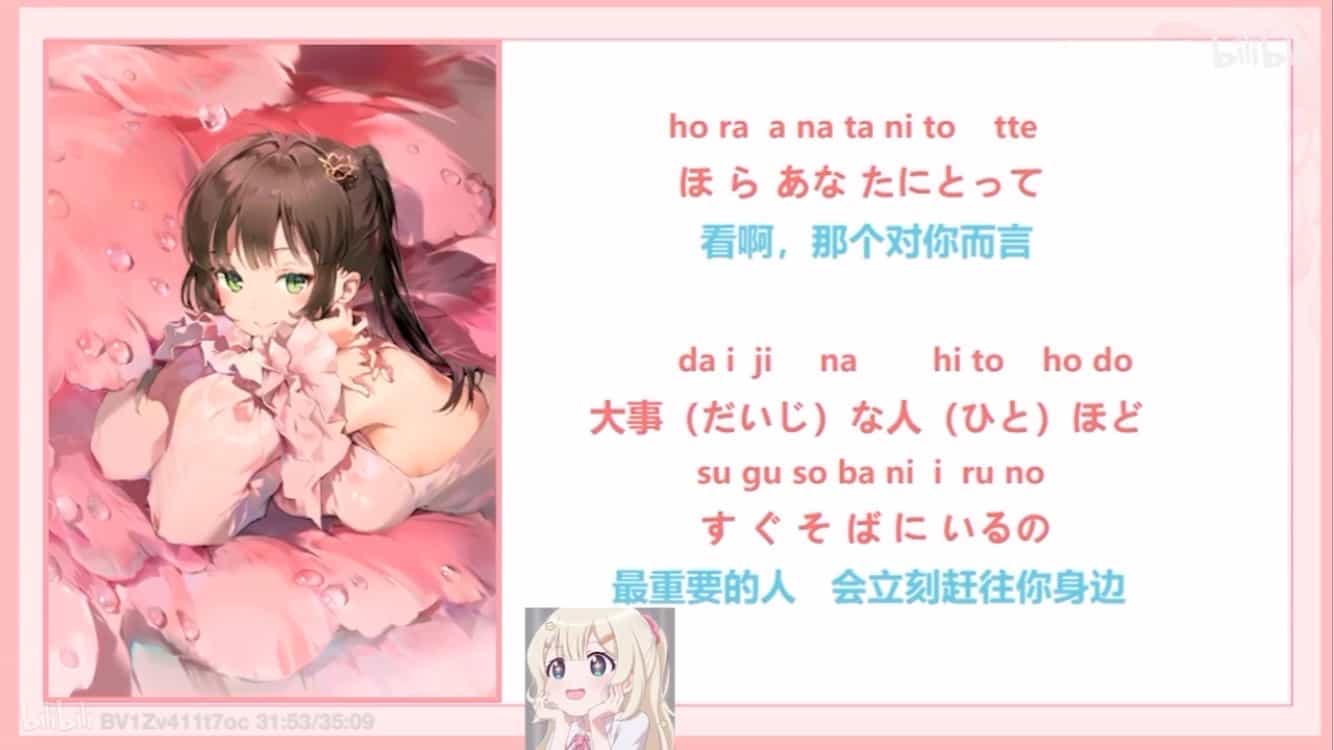 bilibili
ho ra a na ta ni to tte
ほ ら あな たにとって
看啊，那个对你而言
da i ji na hi to ho do
大事（だいじ）な人（ひと）ほど
su gu so ba ni i ru no
す ぐ そ ば に いるの
最重要的人 会立刻赶往你身边
bilibili BV1Zv411t7oc 31:53/35:09